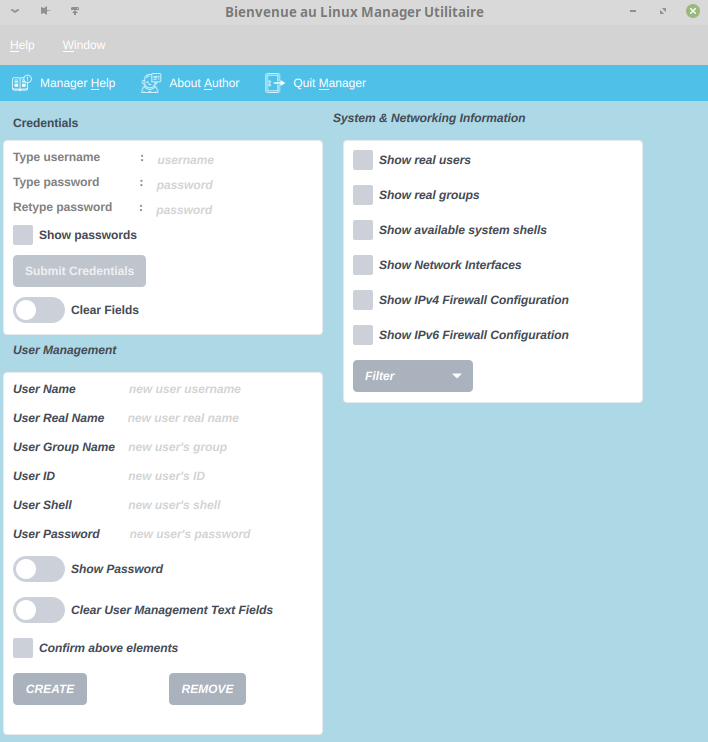 Bienvenue au Linux Manager Utilitaire
Help Window
Manager Help About Author Quit Manager
Credentials
Type username : username
Type password : password
Retype password : password
Show passwords
Submit Credentials
Clear Fields
User Management
User Name new user username
User Real Name new user real name
User Group Name new user's group
User ID new user's ID
User Shell new user's shell
User Password new user's password
Show Password
Clear User Management Text Fields
Confirm above elements
CREATE REMOVE
System & Networking Information
Show real users
Show real groups
Show available system shells
Show Network Interfaces
Show IPv4 Firewall Configuration
Show IPv6 Firewall Configuration
Filter